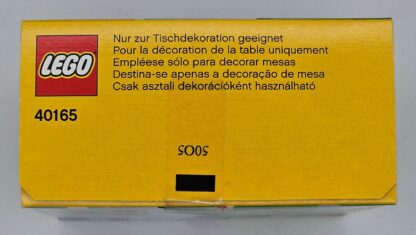 LEGO
Nur zur Tischdekoration geeignet
Pour la décoration de la table uniquement
Empléese sólo para decorar mesas
Destina-se apenas a decoração de mesa
Csak asztali dekorációként használható
40165
50O5